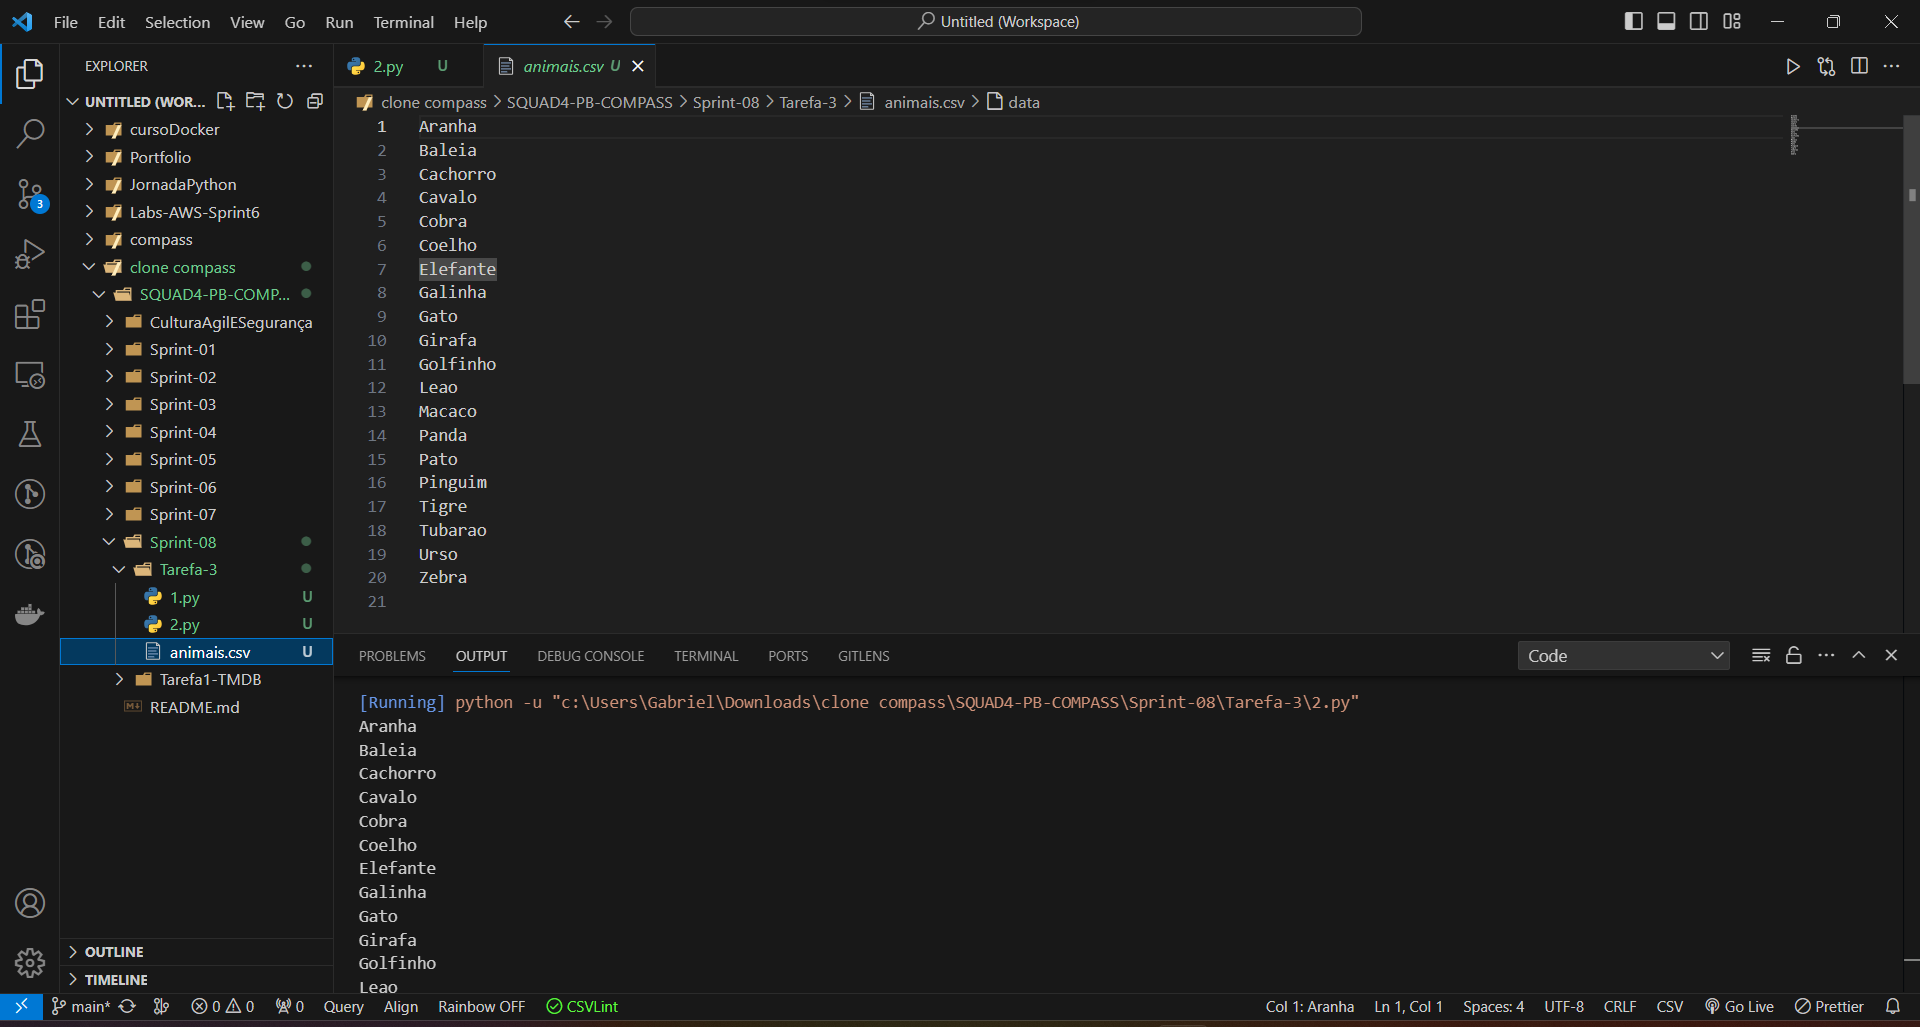 File Edit Selection View Go Run Terminal Help
Untitled (Workspace)
EXPLORER
UNTITLED (WOR...
cursoDocker
Portfolio
JornadaPython
Labs-AWS-Sprint6
compass
clone compass
SQUAD4-PB-COMP...
CulturaAgilESegurança
Sprint-01
Sprint-02
Sprint-03
Sprint-04
Sprint-05
Sprint-06
Sprint-07
Sprint-08
Tarefa-3
1.py U
2.py U
animais.csv U
Tarefa1-TMDB
README.md
OUTLINE
TIMELINE
3
2.py U
animais.csv U
clone compass > SQUAD4-PB-COMPASS > Sprint-08 > Tarefa-3 > animais.csv > data
1 Aranha
2 Baleia
3 Cachorro
4 Cavalo
5 Cobra
6 Coelho
7 Elefante
8 Galinha
9 Gato
10 Girafa
11 Golfinho
12 Leao
13 Macaco
14 Panda
15 Pato
16 Pinguim
17 Tigre
18 Tubarao
19 Urso
20 Zebra
21
PROBLEMS OUTPUT DEBUG CONSOLE TERMINAL PORTS GITLENS
Code
[Running] python -u "c:\Users\Gabriel\Downloads\clone compass\SQUAD4-PB-COMPASS\Sprint-08\Tarefa-3\2.py"
Aranha
Baleia
Cachorro
Cavalo
Cobra
Coelho
Elefante
Galinha
Gato
Girafa
Golfinho
Leao
main* 0 0 0 Query Align Rainbow OFF CSVLint
Col 1: Aranha Ln 1, Col 1 Spaces: 4 UTF-8 CRLF CSV Go Live Prettier